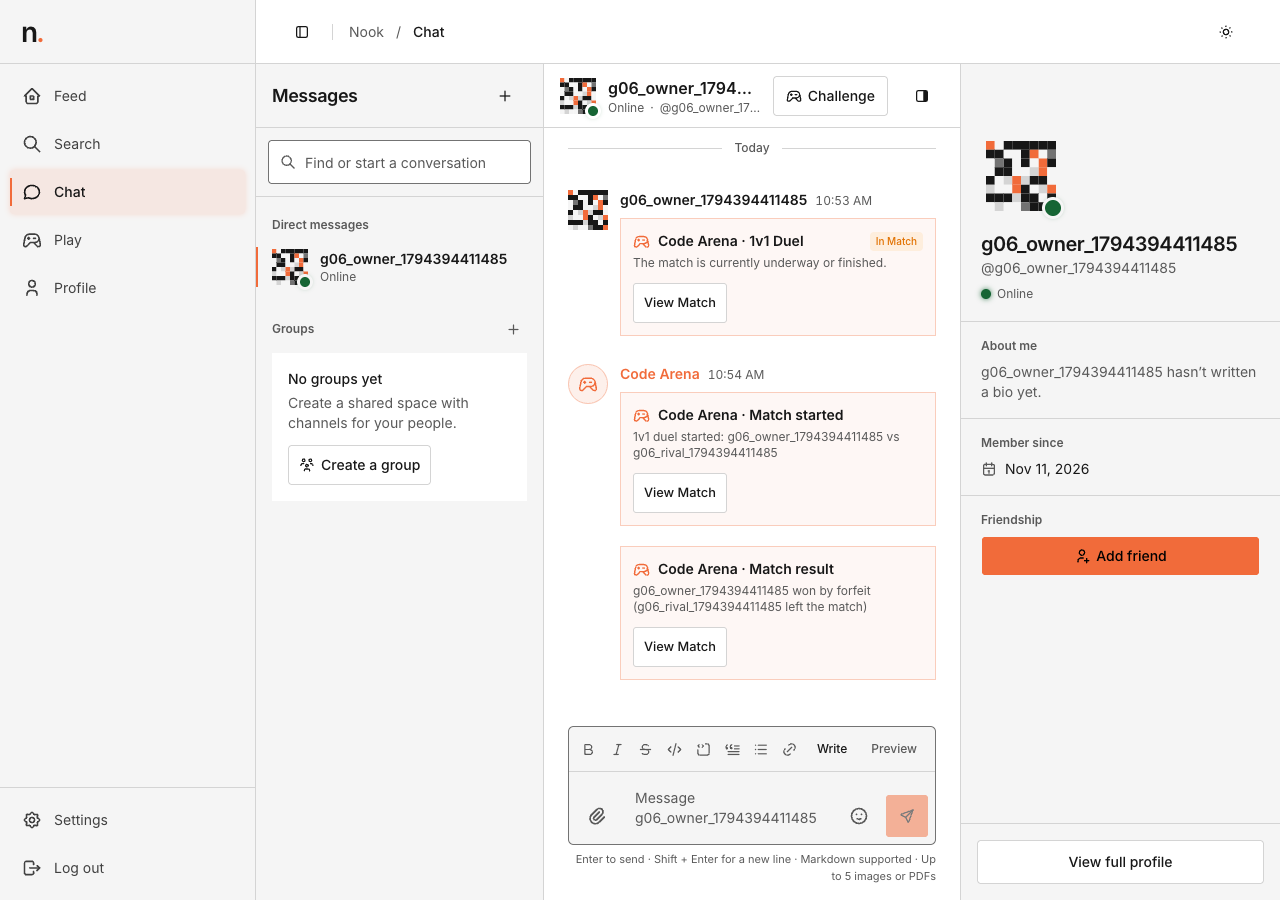 n.
Nook / Chat
Feed
Search
Chat
Play
Profile
Settings
Log out
Messages
Find or start a conversation
Direct messages
g06_owner_1794394411485
Online
Groups
No groups yet
Create a shared space with
channels for your people.
Create a group
g06_owner_1794...
Online · @g06_owner_17...
Challenge
Today
g06_owner_1794394411485 10:53 AM
Code Arena · 1v1 Duel
In Match
The match is currently underway or finished.
View Match
Code Arena 10:54 AM
Code Arena · Match started
1v1 duel started: g06_owner_1794394411485 vs
g06_rival_1794394411485
View Match
Code Arena · Match result
g06_owner_1794394411485 won by forfeit
(g06_rival_1794394411485 left the match)
View Match
Write
Preview
Message
g06_owner_1794394411485
Enter to send · Shift + Enter for a new line · Markdown supported · Up
to 5 images or PDFs
g06_owner_1794394411485
@g06_owner_1794394411485
Online
About me
g06_owner_1794394411485 hasn’t written
a bio yet.
Member since
Nov 11, 2026
Friendship
Add friend
View full profile